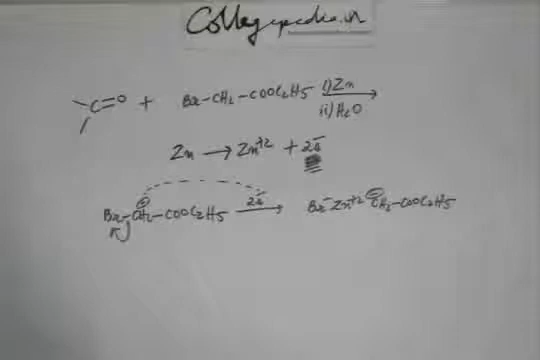 Collegepedia.in
C=O + Br-CH2-COOC2H5 i) Zn
ii) H2O
Zn → Zn+2 + 2e-
Br-CH2-COOC2H5 2e- → Br- Zn+2 CH2-COOC2H5